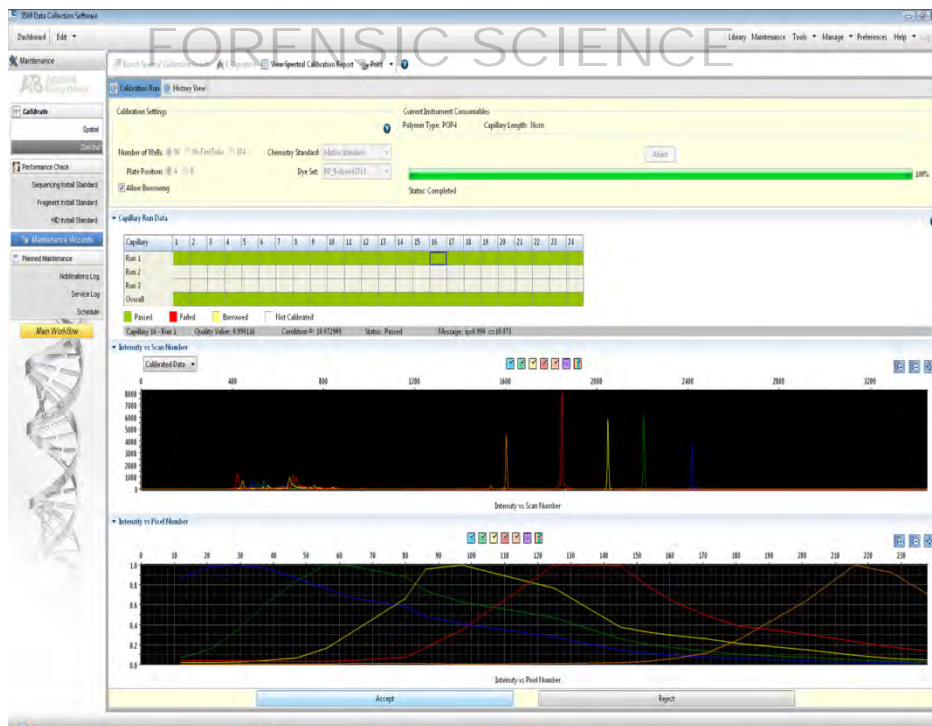 3500 Data Collection Software
FORENSIC SCIENCE
Dashboard Edit
Library Maintenance Tools Manage Preferences Help
Maintenance
View Spectral Calibration Report Print
Calibration Run History View
Calibrate
Spatial
Spectral
Performance Check
Sequencing Install Standard
Fragment Install Standard
HID Install Standard
Maintenance Wizards
Planned Maintenance
Notifications Log
Service Log
Schedule
Main Workflow
Calibration Settings
Number of Wells: 96
Chemistry Standard: Matrix Standard
Plate Position: A B
Dye Set:
Allow Borrowing
Current Instrument Consumables
Polymer Type: POP4 Capillary Length: 36cm
Abort
100%
Status: Completed
Capillary Run Data
Capillary 1 2 3 4 5 6 7 8 9 10 11 12 13 14 15 16 17 18 19 20 21 22 23 24
Run 1
Run 2
Run 3
Overall
Passed Failed Borrowed Not Calibrated
Capillary 16 - Run 1 Quality Value: 0.998116 Condition #: 10.072999 Status: Passed Message: q=0.998 c=10.073
Intensity vs Scan Number
Calibrated Data
0 400 800 1200 1600 2000 2400 2800 3200
8000
7000
6000
5000
4000
3000
2000
1000
0
Intensity vs Scan Number
Intensity vs Pixel Number
0 10 20 30 40 50 60 70 80 90 100 110 120 130 140 150 160 170 180 190 200 210 220 230
1.0
0.8
0.6
0.4
0.2
0.0
Intensity vs Pixel Number
Accept Reject